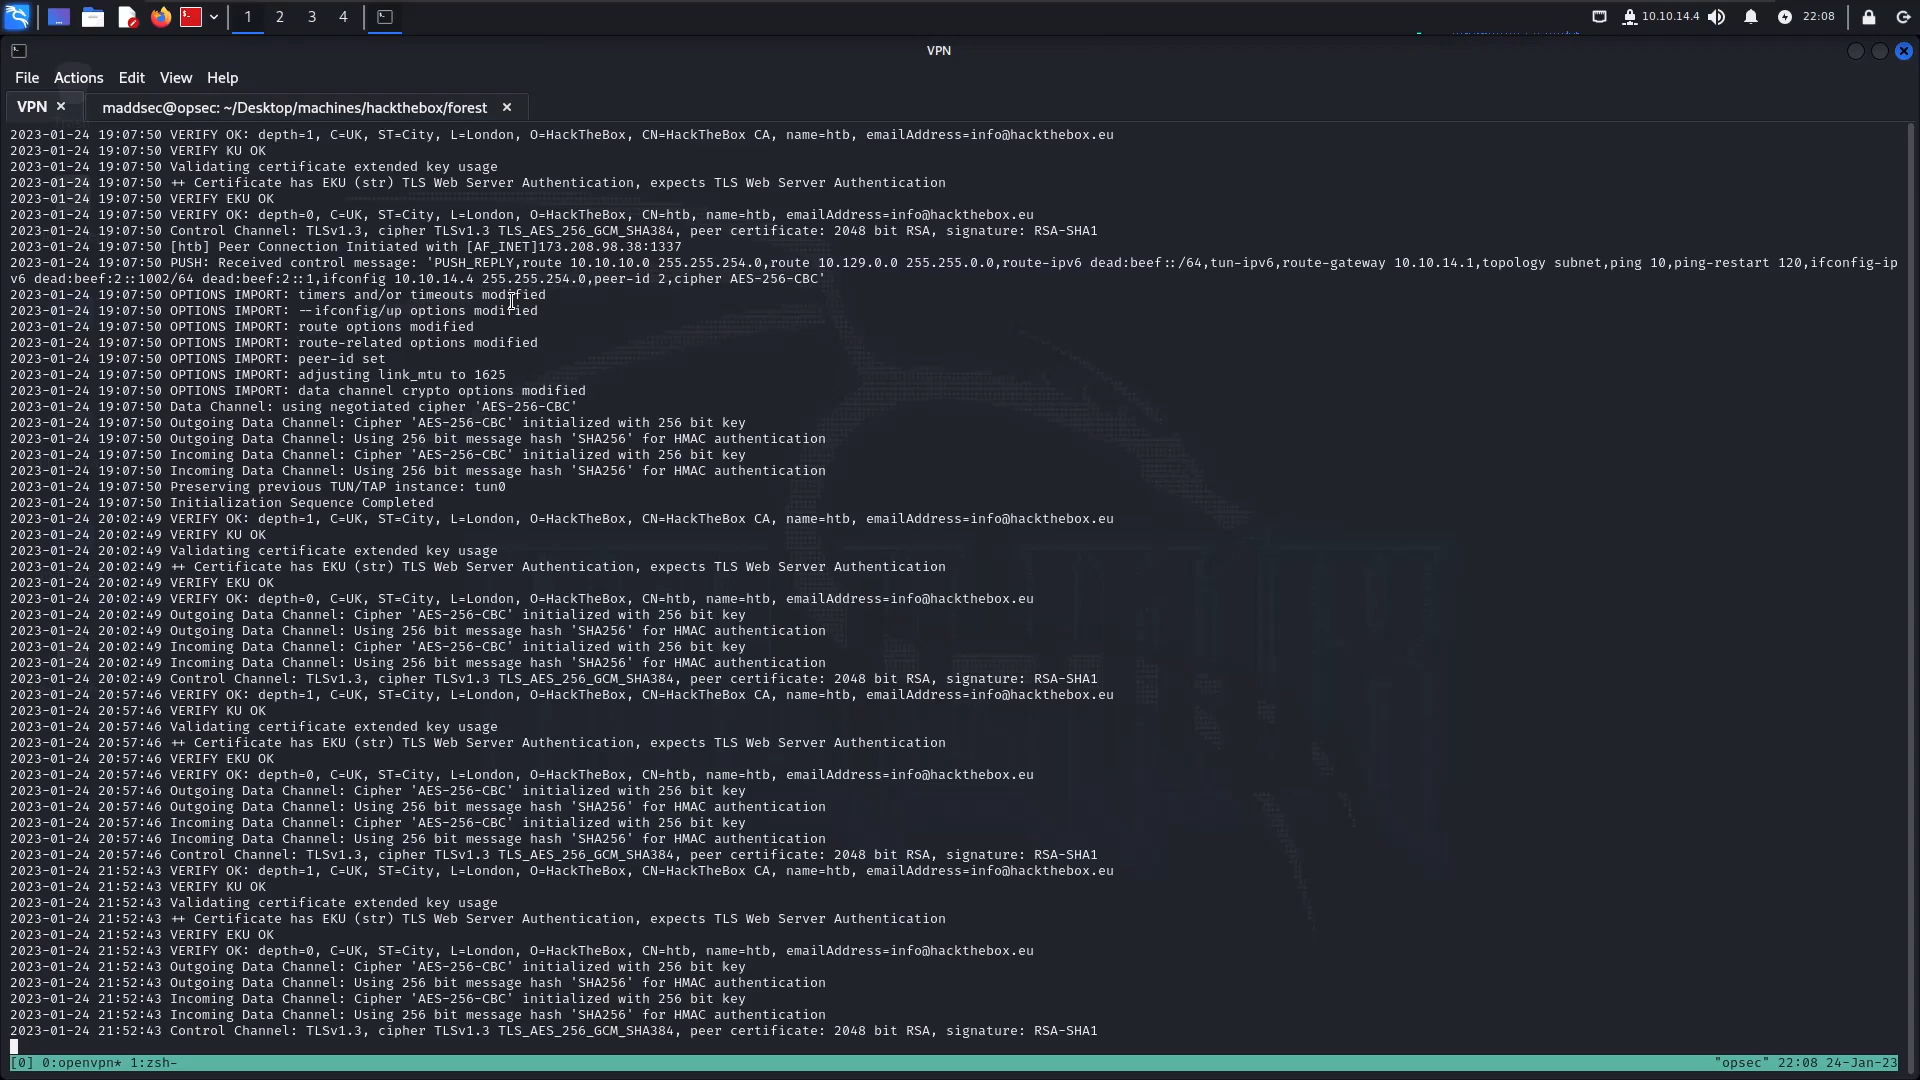 1 2 3 4 10.10.14.4 22:08
VPN
File Actions Edit View Help
VPN maddsec@opsec: ~/Desktop/machines/hackthebox/forest
2023-01-24 19:07:50 VERIFY OK: depth=1, C=UK, ST=City, L=London, O=HackTheBox, CN=HackTheBox CA, name=htb, emailAddress=info@hackthebox.eu
2023-01-24 19:07:50 VERIFY KU OK
2023-01-24 19:07:50 Validating certificate extended key usage
2023-01-24 19:07:50 ++ Certificate has EKU (str) TLS Web Server Authentication, expects TLS Web Server Authentication
2023-01-24 19:07:50 VERIFY EKU OK
2023-01-24 19:07:50 VERIFY OK: depth=0, C=UK, ST=City, L=London, O=HackTheBox, CN=htb, name=htb, emailAddress=info@hackthebox.eu
2023-01-24 19:07:50 Control Channel: TLSv1.3, cipher TLSv1.3 TLS_AES_256_GCM_SHA384, peer certificate: 2048 bit RSA, signature: RSA-SHA1
2023-01-24 19:07:50 [htb] Peer Connection Initiated with [AF_INET]173.208.98.38:1337
2023-01-24 19:07:50 PUSH: Received control message: 'PUSH_REPLY,route 10.10.10.0 255.255.254.0,route 10.129.0.0 255.255.0.0,route-ipv6 dead:beef::/64,tun-ipv6,route-gateway 10.10.14.1,topology subnet,ping 10,ping-restart 120,ifconfig-ip
v6 dead:beef:2::1002/64 dead:beef:2::1,ifconfig 10.10.14.4 255.255.254.0,peer-id 2,cipher AES-256-CBC'
2023-01-24 19:07:50 OPTIONS IMPORT: timers and/or timeouts modified
2023-01-24 19:07:50 OPTIONS IMPORT: --ifconfig/up options modified
2023-01-24 19:07:50 OPTIONS IMPORT: route options modified
2023-01-24 19:07:50 OPTIONS IMPORT: route-related options modified
2023-01-24 19:07:50 OPTIONS IMPORT: peer-id set
2023-01-24 19:07:50 OPTIONS IMPORT: adjusting link_mtu to 1625
2023-01-24 19:07:50 OPTIONS IMPORT: data channel crypto options modified
2023-01-24 19:07:50 Data Channel: using negotiated cipher 'AES-256-CBC'
2023-01-24 19:07:50 Outgoing Data Channel: Cipher 'AES-256-CBC' initialized with 256 bit key
2023-01-24 19:07:50 Outgoing Data Channel: Using 256 bit message hash 'SHA256' for HMAC authentication
2023-01-24 19:07:50 Incoming Data Channel: Cipher 'AES-256-CBC' initialized with 256 bit key
2023-01-24 19:07:50 Incoming Data Channel: Using 256 bit message hash 'SHA256' for HMAC authentication
2023-01-24 19:07:50 Preserving previous TUN/TAP instance: tun0
2023-01-24 19:07:50 Initialization Sequence Completed
2023-01-24 20:02:49 VERIFY OK: depth=1, C=UK, ST=City, L=London, O=HackTheBox, CN=HackTheBox CA, name=htb, emailAddress=info@hackthebox.eu
2023-01-24 20:02:49 VERIFY KU OK
2023-01-24 20:02:49 Validating certificate extended key usage
2023-01-24 20:02:49 ++ Certificate has EKU (str) TLS Web Server Authentication, expects TLS Web Server Authentication
2023-01-24 20:02:49 VERIFY EKU OK
2023-01-24 20:02:49 VERIFY OK: depth=0, C=UK, ST=City, L=London, O=HackTheBox, CN=htb, name=htb, emailAddress=info@hackthebox.eu
2023-01-24 20:02:49 Outgoing Data Channel: Cipher 'AES-256-CBC' initialized with 256 bit key
2023-01-24 20:02:49 Outgoing Data Channel: Using 256 bit message hash 'SHA256' for HMAC authentication
2023-01-24 20:02:49 Incoming Data Channel: Cipher 'AES-256-CBC' initialized with 256 bit key
2023-01-24 20:02:49 Incoming Data Channel: Using 256 bit message hash 'SHA256' for HMAC authentication
2023-01-24 20:02:49 Control Channel: TLSv1.3, cipher TLSv1.3 TLS_AES_256_GCM_SHA384, peer certificate: 2048 bit RSA, signature: RSA-SHA1
2023-01-24 20:57:46 VERIFY OK: depth=1, C=UK, ST=City, L=London, O=HackTheBox, CN=HackTheBox CA, name=htb, emailAddress=info@hackthebox.eu
2023-01-24 20:57:46 VERIFY KU OK
2023-01-24 20:57:46 Validating certificate extended key usage
2023-01-24 20:57:46 ++ Certificate has EKU (str) TLS Web Server Authentication, expects TLS Web Server Authentication
2023-01-24 20:57:46 VERIFY EKU OK
2023-01-24 20:57:46 VERIFY OK: depth=0, C=UK, ST=City, L=London, O=HackTheBox, CN=htb, name=htb, emailAddress=info@hackthebox.eu
2023-01-24 20:57:46 Outgoing Data Channel: Cipher 'AES-256-CBC' initialized with 256 bit key
2023-01-24 20:57:46 Outgoing Data Channel: Using 256 bit message hash 'SHA256' for HMAC authentication
2023-01-24 20:57:46 Incoming Data Channel: Cipher 'AES-256-CBC' initialized with 256 bit key
2023-01-24 20:57:46 Incoming Data Channel: Using 256 bit message hash 'SHA256' for HMAC authentication
2023-01-24 20:57:46 Control Channel: TLSv1.3, cipher TLSv1.3 TLS_AES_256_GCM_SHA384, peer certificate: 2048 bit RSA, signature: RSA-SHA1
2023-01-24 21:52:43 VERIFY OK: depth=1, C=UK, ST=City, L=London, O=HackTheBox, CN=HackTheBox CA, name=htb, emailAddress=info@hackthebox.eu
2023-01-24 21:52:43 VERIFY KU OK
2023-01-24 21:52:43 Validating certificate extended key usage
2023-01-24 21:52:43 ++ Certificate has EKU (str) TLS Web Server Authentication, expects TLS Web Server Authentication
2023-01-24 21:52:43 VERIFY EKU OK
2023-01-24 21:52:43 VERIFY OK: depth=0, C=UK, ST=City, L=London, O=HackTheBox, CN=htb, name=htb, emailAddress=info@hackthebox.eu
2023-01-24 21:52:43 Outgoing Data Channel: Cipher 'AES-256-CBC' initialized with 256 bit key
2023-01-24 21:52:43 Outgoing Data Channel: Using 256 bit message hash 'SHA256' for HMAC authentication
2023-01-24 21:52:43 Incoming Data Channel: Cipher 'AES-256-CBC' initialized with 256 bit key
2023-01-24 21:52:43 Incoming Data Channel: Using 256 bit message hash 'SHA256' for HMAC authentication
2023-01-24 21:52:43 Control Channel: TLSv1.3, cipher TLSv1.3 TLS_AES_256_GCM_SHA384, peer certificate: 2048 bit RSA, signature: RSA-SHA1
[0] 0:openvpn* 1:zsh- "opsec" 22:08 24-Jan-23